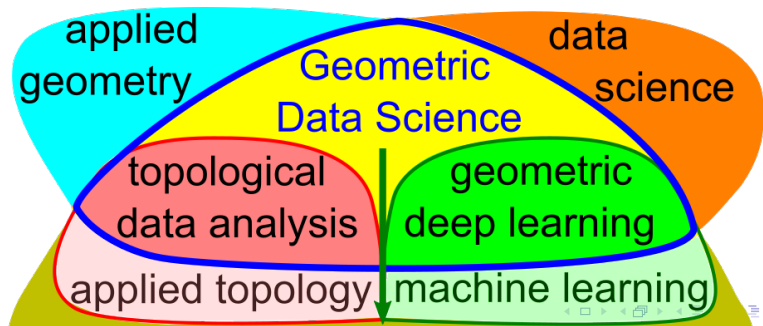 applied
geometry
Geometric
Data Science
data
science
topological
data analysis
geometric
deep learning
applied topology
machine learning